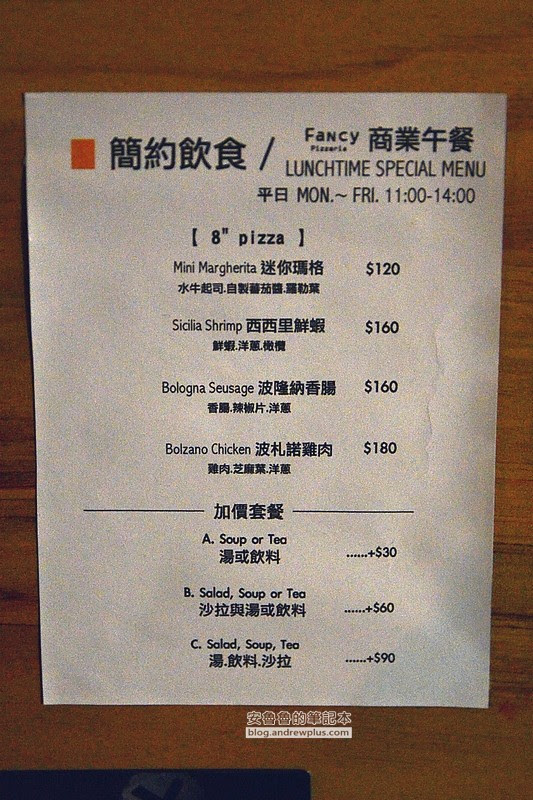 簡約飲食 / Fancy Pizzeria 商業午餐
LUNCHTIME SPECIAL MENU
平日 MON.~ FRI. 11:00-14:00
【 8" pizza 】
Mini Margherita 迷你瑪格 $120
水牛起司.自製蕃茄醬.羅勒葉
Sicilia Shrimp 西西里鮮蝦 $160
鮮蝦.洋蔥.橄欖
Bologna Seusage 波隆納香腸 $160
香腸.辣椒片.洋蔥
Bolzano Chicken 波札諾雞肉 $180
雞肉.芝麻葉.洋蔥
加價套餐
A. Soup or Tea
湯或飲料 ......+$30
B. Salad, Soup or Tea
沙拉與湯或飲料 ......+$60
C. Salad, Soup, Tea
湯.飲料.沙拉 ......+$90
安魯魯的筆記本
blog.andrewplus.com